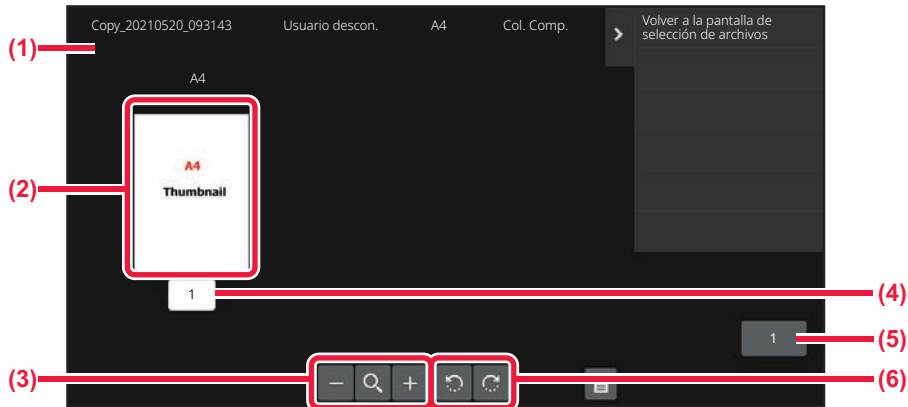 Copy_20210520_093143 Usuario descon. A4 Col. Comp. Volver a la pantalla de
selección de archivos
(1)
A4
(2)
A4
Thumbnail
1
(4)
1
(5)
(3)
(6)